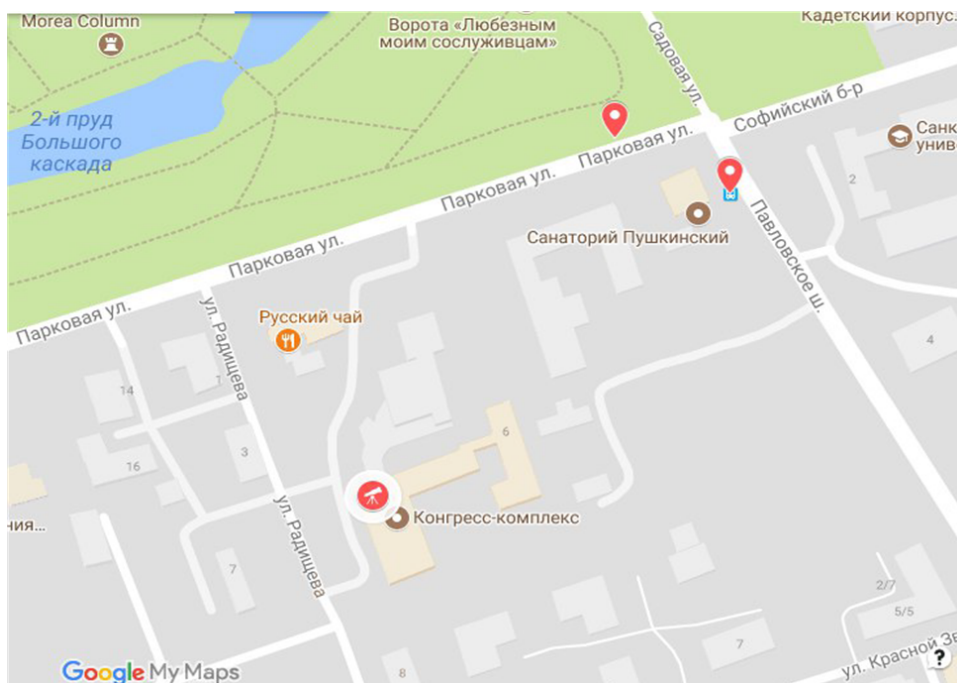 Morea Column
Ворота «Любезным
моим сослуживцам»
Садовая ул.
Кадетский корпус.
Софийский б-р
2-й пруд
Большого
каскада
Парковая ул.
Парковая ул.
Парковая ул.
Парковая ул.
Санк
униве
2
Санаторий Пушкинский
Павловское ш.
Русский чай
ул. Радищева
14
1
4
3
6
16
Конгресс-комплекс
ния...
ул. Радищева
7
2/7
5/5
7
8
ул. Красной Зв
?
Google My Maps